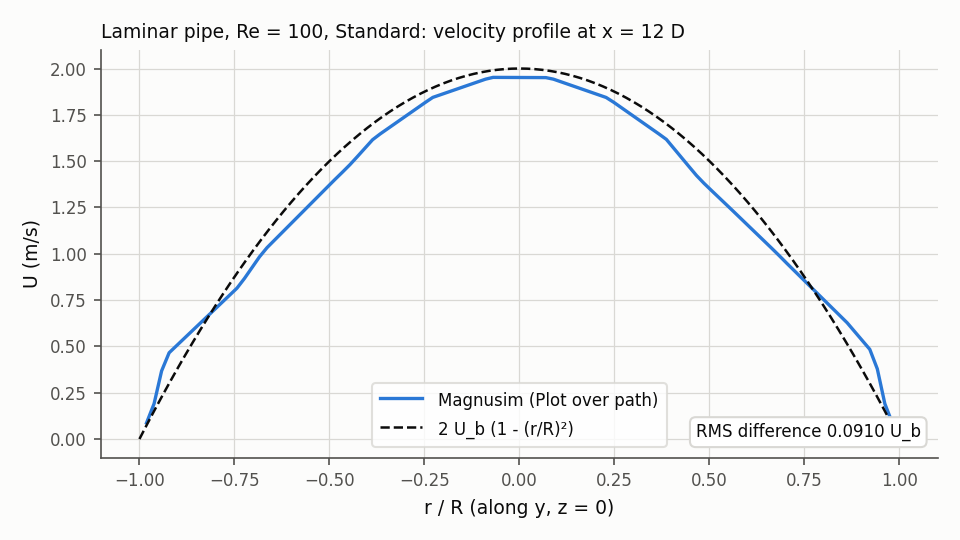 Laminar pipe, Re = 100, Standard: velocity profile at x = 12 D
U (m/s)
2.00
1.75
1.50
1.25
1.00
0.75
0.50
0.25
0.00
Magnusim (Plot over path)
2 U_b (1 - (r/R)²)
RMS difference 0.0910 U_b
−1.00 −0.75 −0.50 −0.25 0.00 0.25 0.50 0.75 1.00
r / R (along y, z = 0)